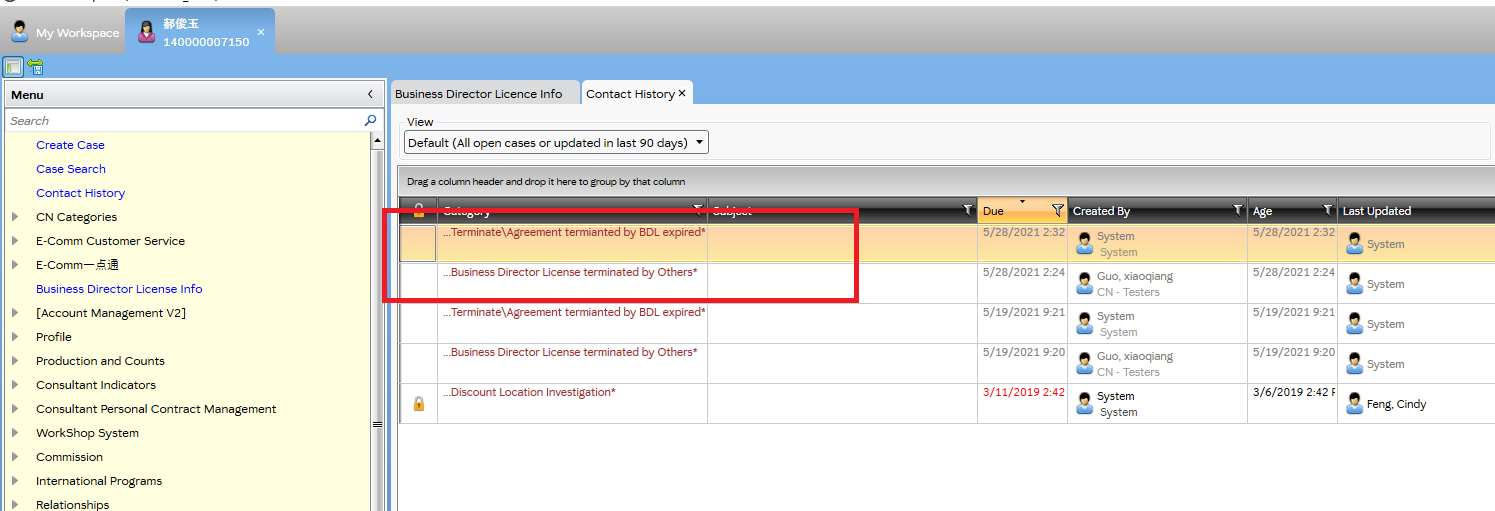 My Workspace
郝俊玉
140000007150
Menu
Search
Create Case
Case Search
Contact History
CN Categories
E-Comm Customer Service
E-Comm一点通
Business Director License Info
[Account Management V2]
Profile
Production and Counts
Consultant Indicators
Consultant Personal Contract Management
WorkShop System
Commission
International Programs
Relationships
Business Director Licence Info
Contact History
View
Default (All open cases or updated in last 90 days)
Drag a column header and drop it here to group by that column
Category Subject Due Created By Age Last Updated
...Terminate\Agreement termianted by BDL expired* 5/28/2021 2:32 System 5/28/2021 2:32 System
System
...Business Director License terminated by Others* 5/28/2021 2:24 Guo, xiaoqiang 5/28/2021 2:24 System
CN - Testers
...Terminate\Agreement termianted by BDL expired* 5/19/2021 9:21 System 5/19/2021 9:21 System
System
...Business Director License terminated by Others* 5/19/2021 9:20 Guo, xiaoqiang 5/19/2021 9:20 System
CN - Testers
...Discount Location Investigation* 3/11/2019 2:42 System 3/6/2019 2:42 Feng, Cindy
System